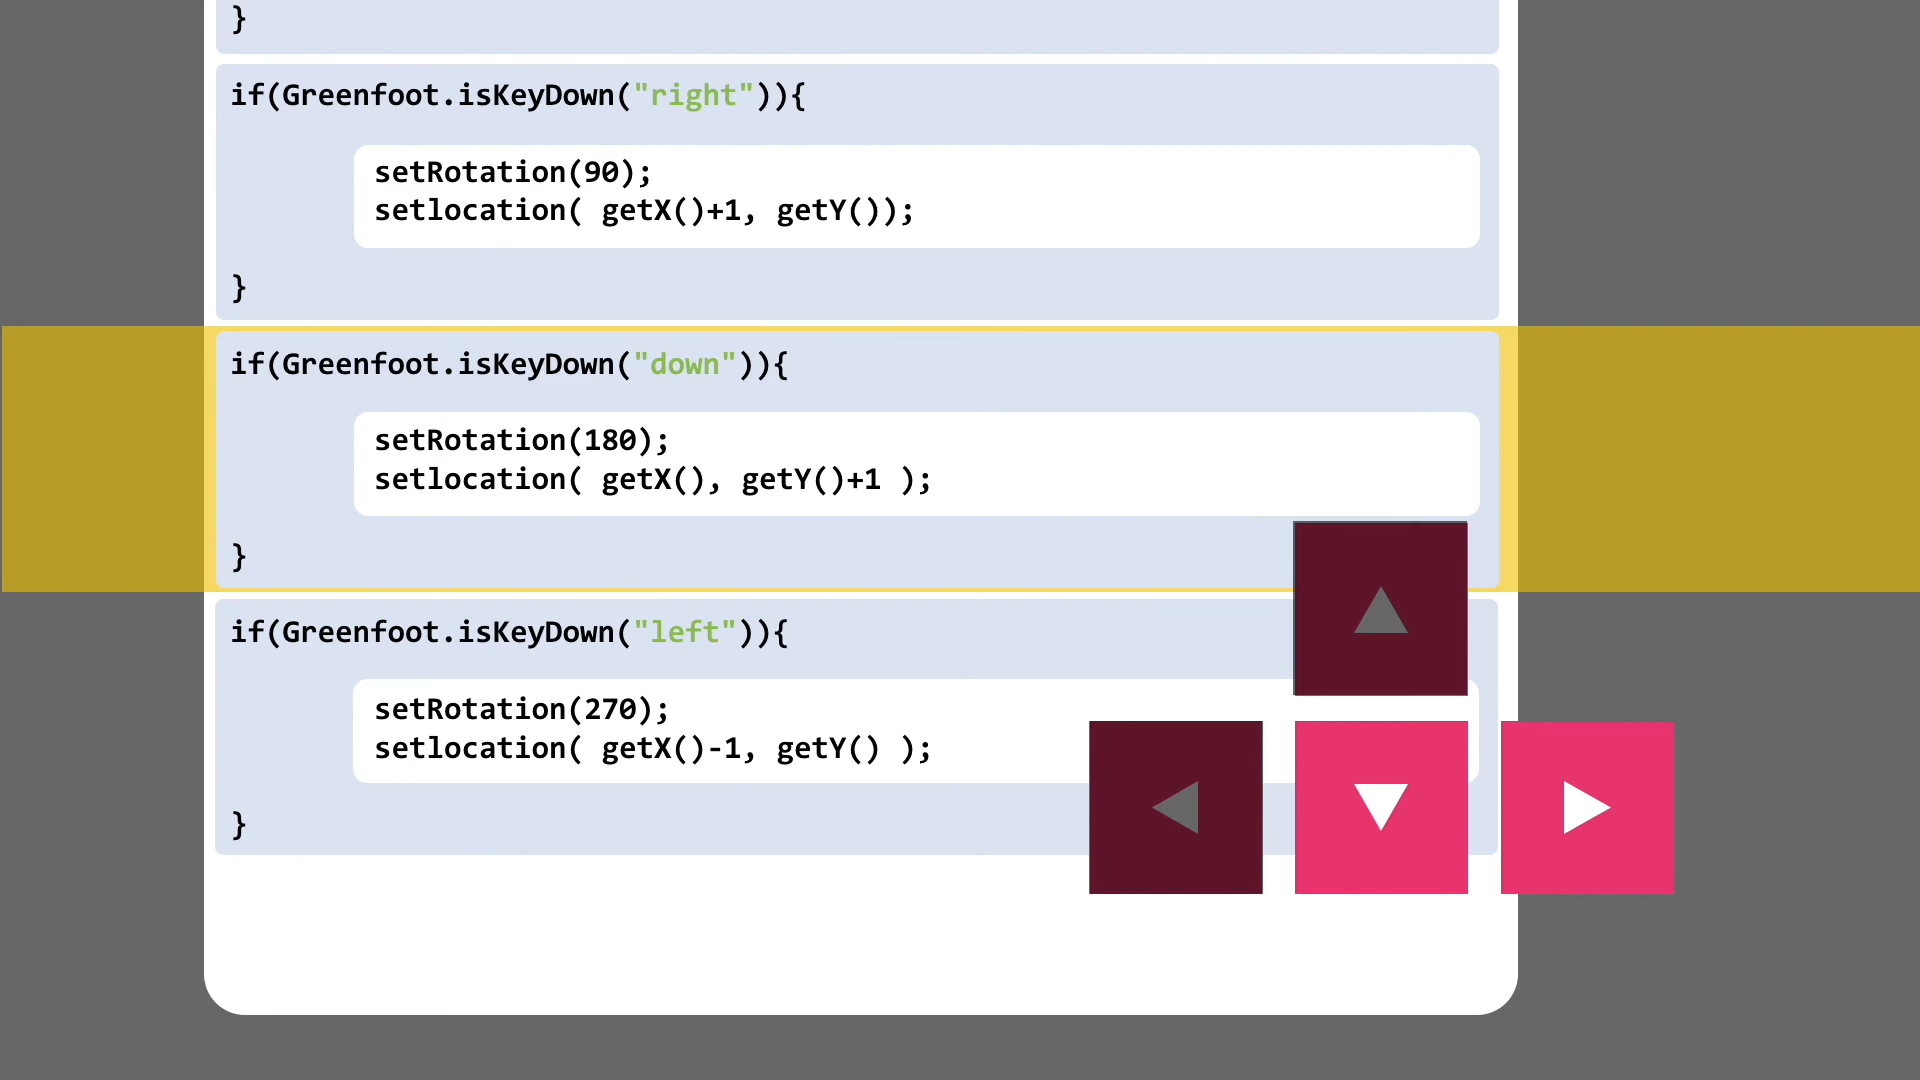 }
if(Greenfoot.isKeyDown("right")){
setRotation(90);
setlocation( getX()+1, getY());
}
if(Greenfoot.isKeyDown("down")){
setRotation(180);
setlocation( getX(), getY()+1 );
}
if(Greenfoot.isKeyDown("left")){
setRotation(270);
setlocation( getX()-1, getY() );
}